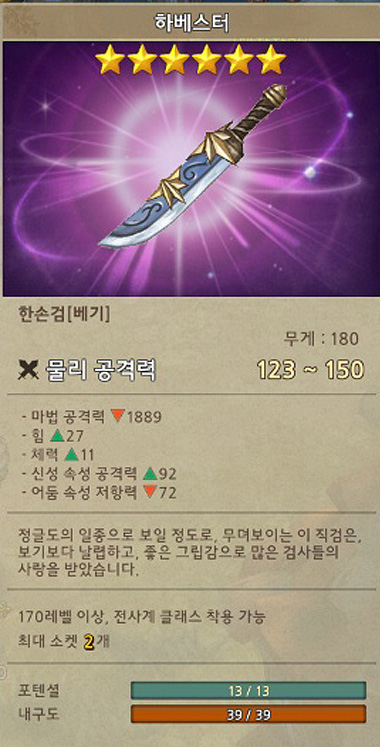 하베스터
한손검[베기]
무게 : 180
물리 공격력 123 ~ 150
- 마법 공격력 ▼1889
- 힘 ▲27
- 체력 ▲11
- 신성 속성 공격력 ▲92
- 어둠 속성 저항력 ▼72
정글도의 일종으로 보일 정도로, 무뎌보이는 이 직검은,
보기보다 날렵하고, 좋은 그립감으로 많은 검사들의
사랑을 받았습니다.
170레벨 이상, 전사계 클래스 착용 가능
최대 소켓 2개
포텐셜 13 / 13
내구도 39 / 39